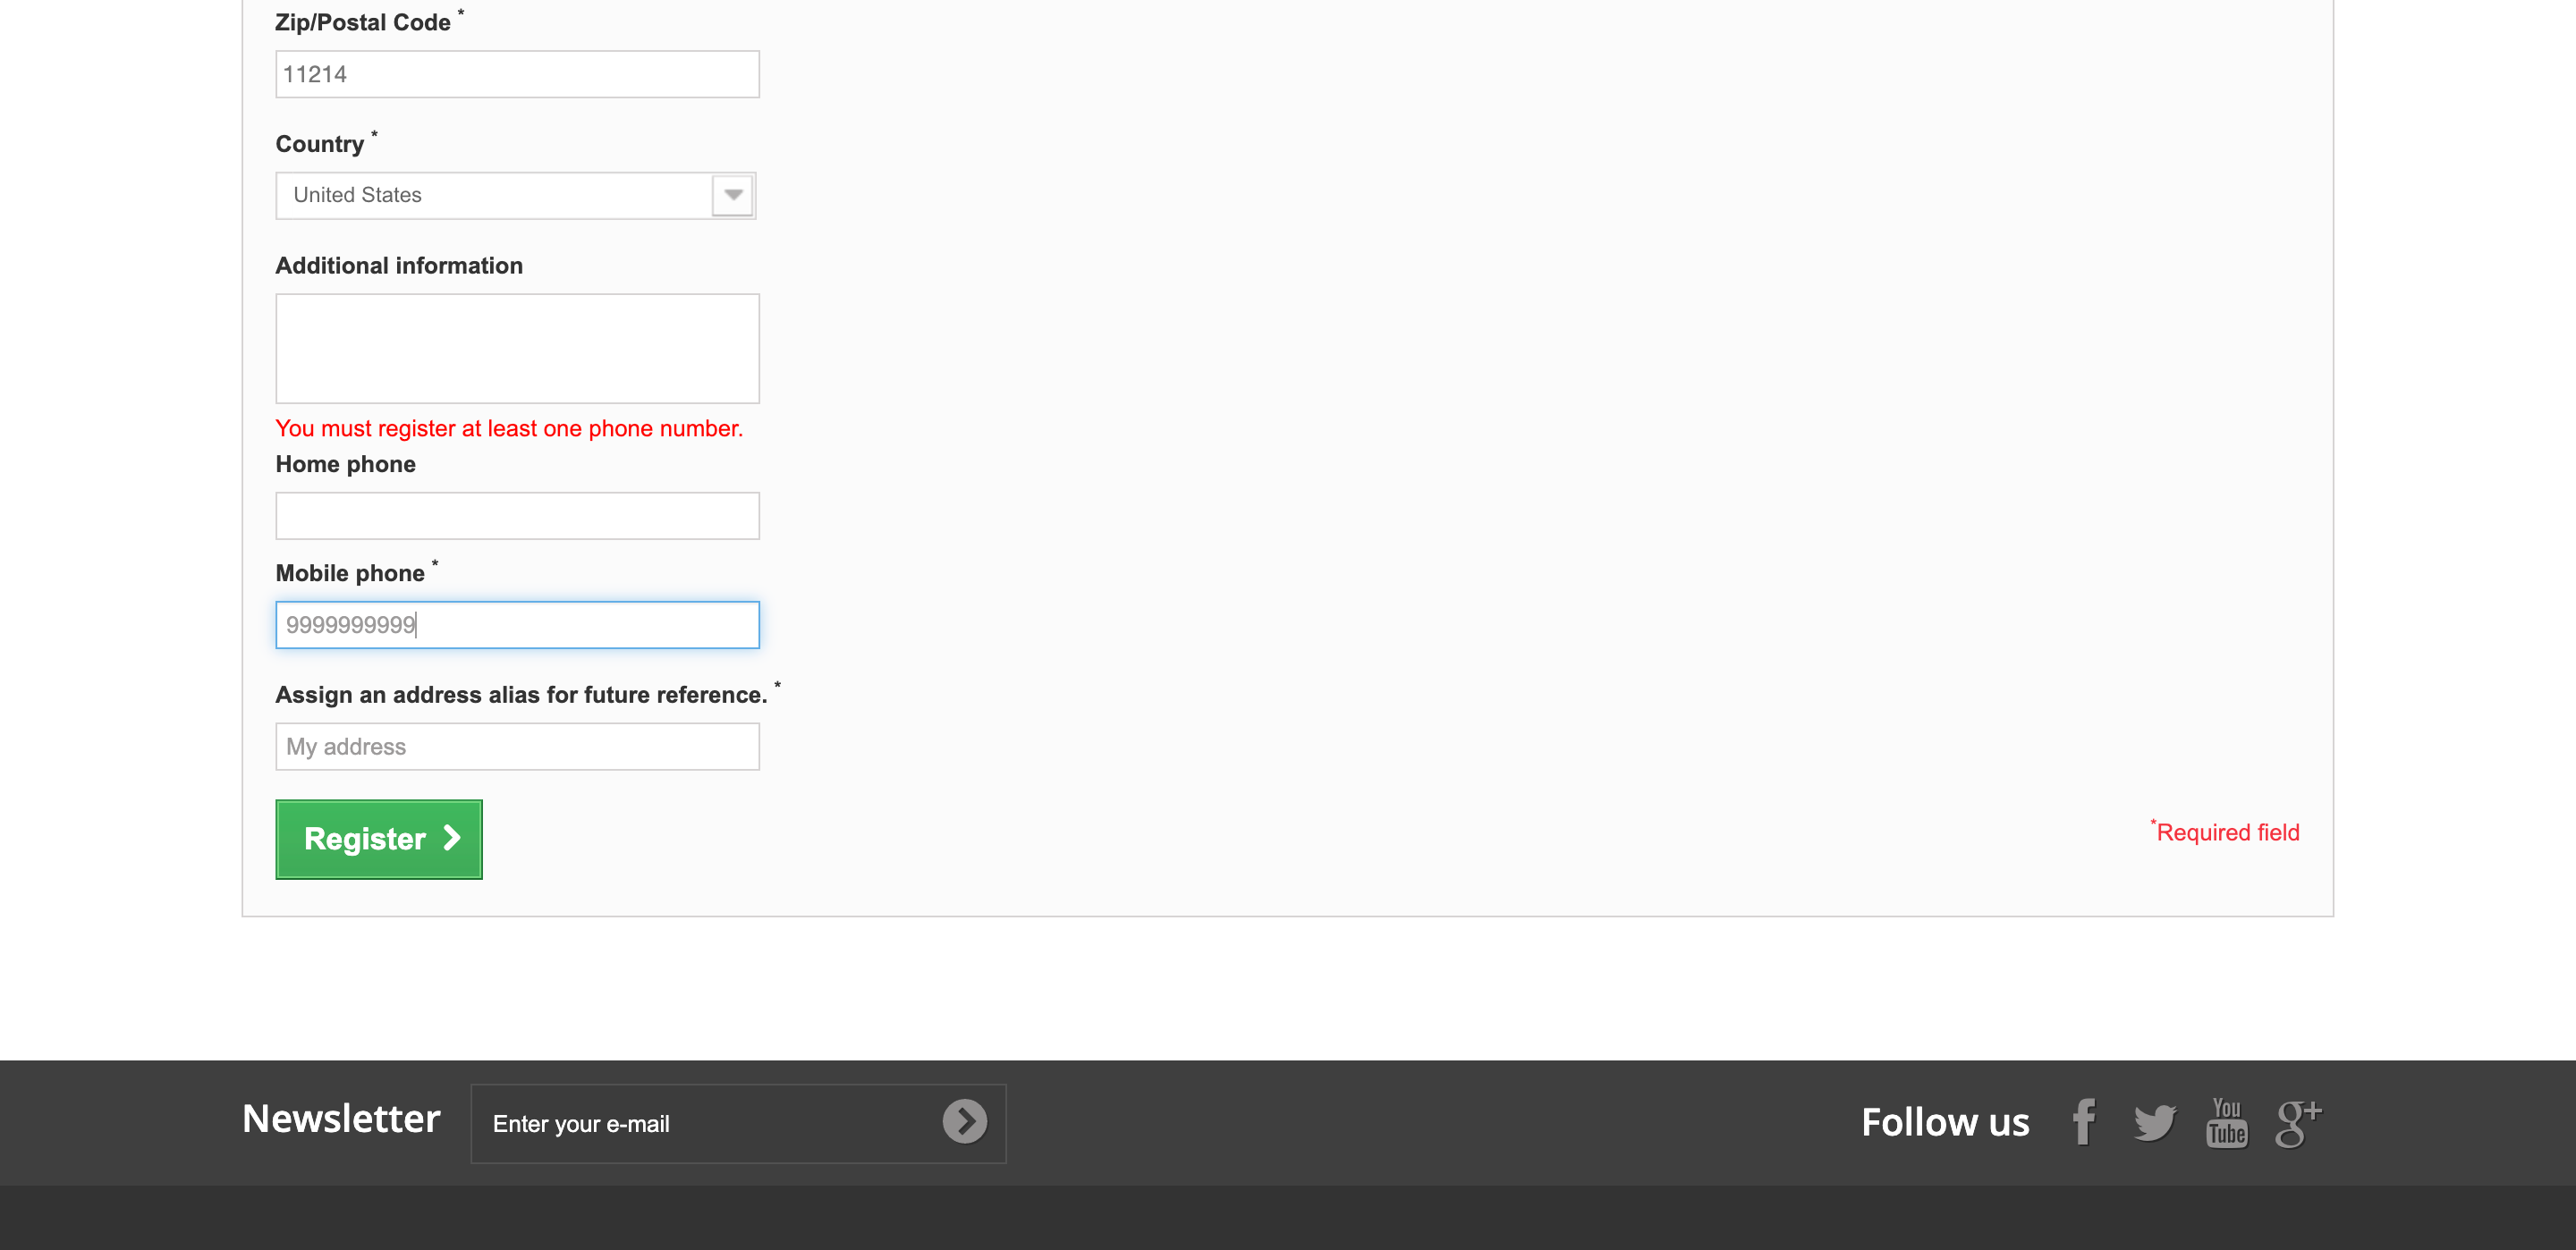 Zip/Postal Code *
11214
Country *
United States
Additional information
You must register at least one phone number.
Home phone
Mobile phone *
9999999999
Assign an address alias for future reference. *
My address
Register
*Required field
Newsletter
Enter your e-mail
Follow us
You
Tube
g+